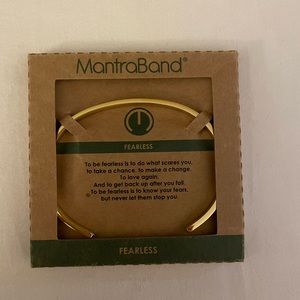 MantraBand®
FEARLESS
To be fearless is to do what scares you,
to take a chance, to make a change.
To love again.
And to get back up after you fall.
To be fearless is to know your fears,
but never let them stop you.
FEARLESS